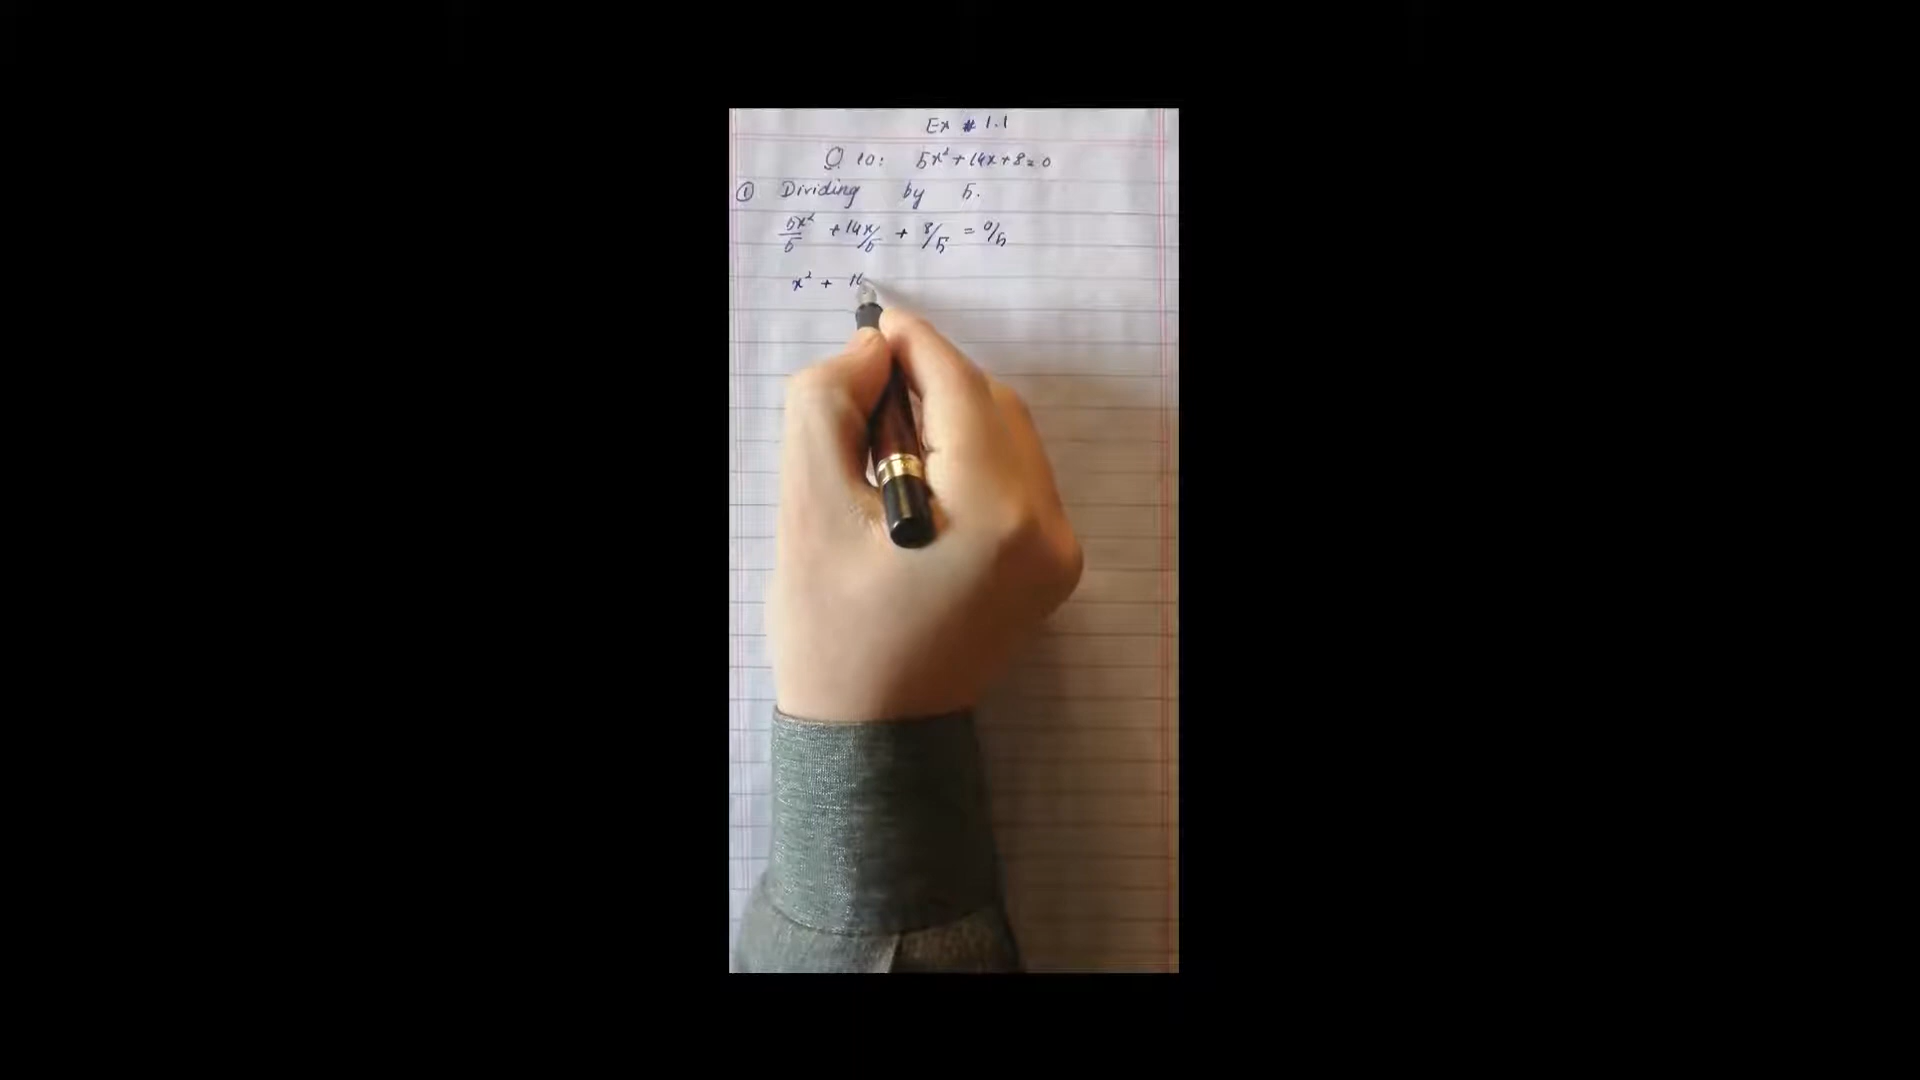 Ex # 1.1
Q 10: 5x² + 14x + 8 = 0
① Dividing by 5.
5x²/5 + 14x/5 + 8/5 = 0/5
x² + 14